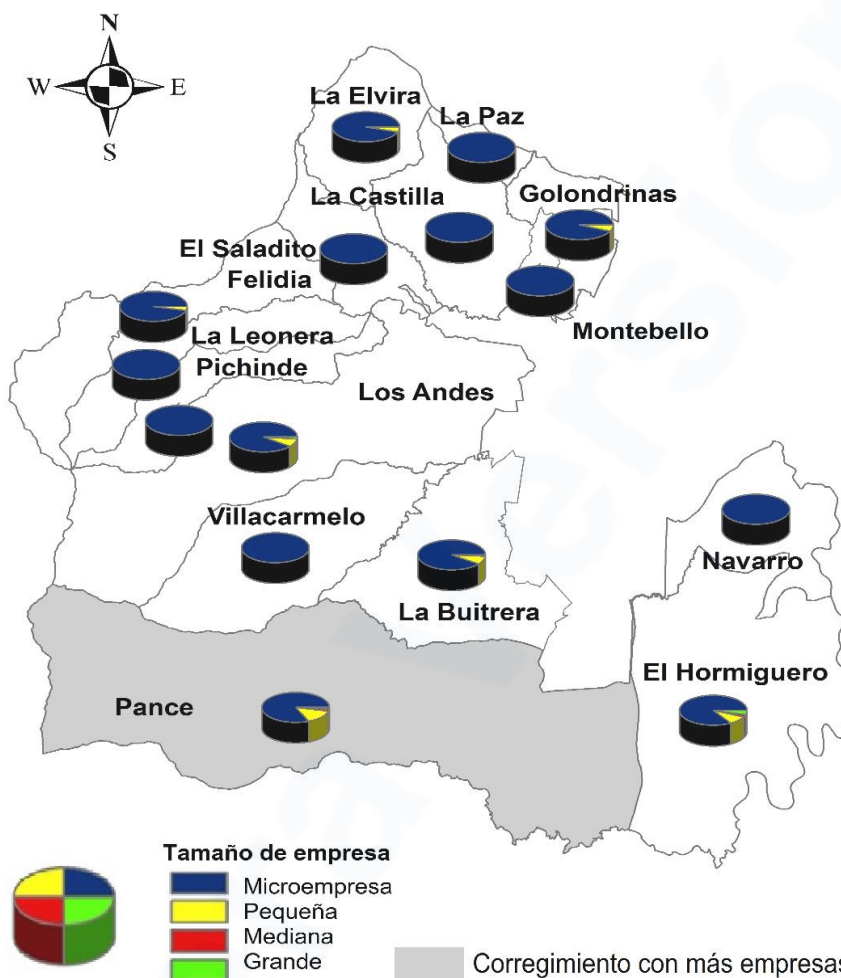 N
W E
S
La Elvira
La Paz
La Castilla
Golondrinas
El Saladito
Felidia
Montebello
La Leonera
Pichinde
Los Andes
Villacarmelo
Navarro
La Buitrera
El Hormiguero
Pance
Tamaño de empresa
Microempresa
Pequeña
Mediana
Grande
Corregimiento con más empresas